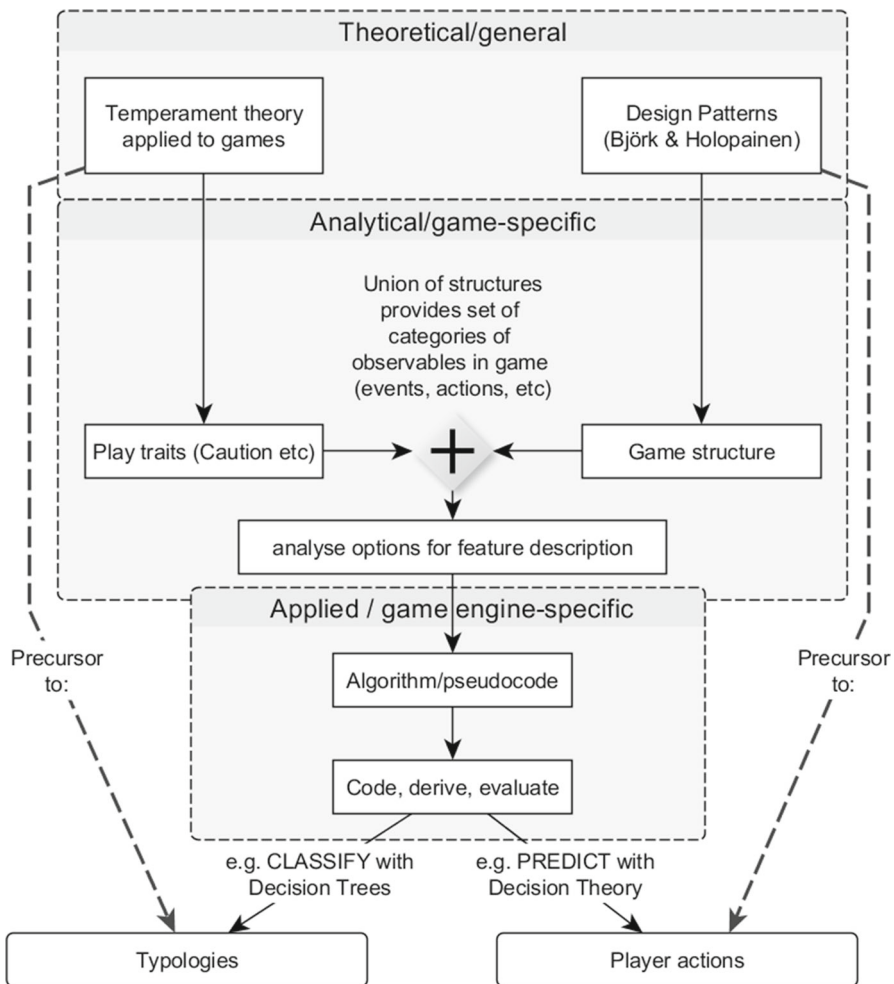 Theoretical/general
Temperament theory
applied to games
Design Patterns
(Björk & Holopainen)
Analytical/game-specific
Union of structures
provides set of
categories of
observables in game
(events, actions, etc)
Play traits (Caution etc)
+
Game structure
analyse options for feature description
Applied / game engine-specific
Precursor
to:
Precursor
to:
Algorithm/pseudocode
Code, derive, evaluate
e.g. CLASSIFY with
Decision Trees
e.g. PREDICT with
Decision Theory
Typologies
Player actions